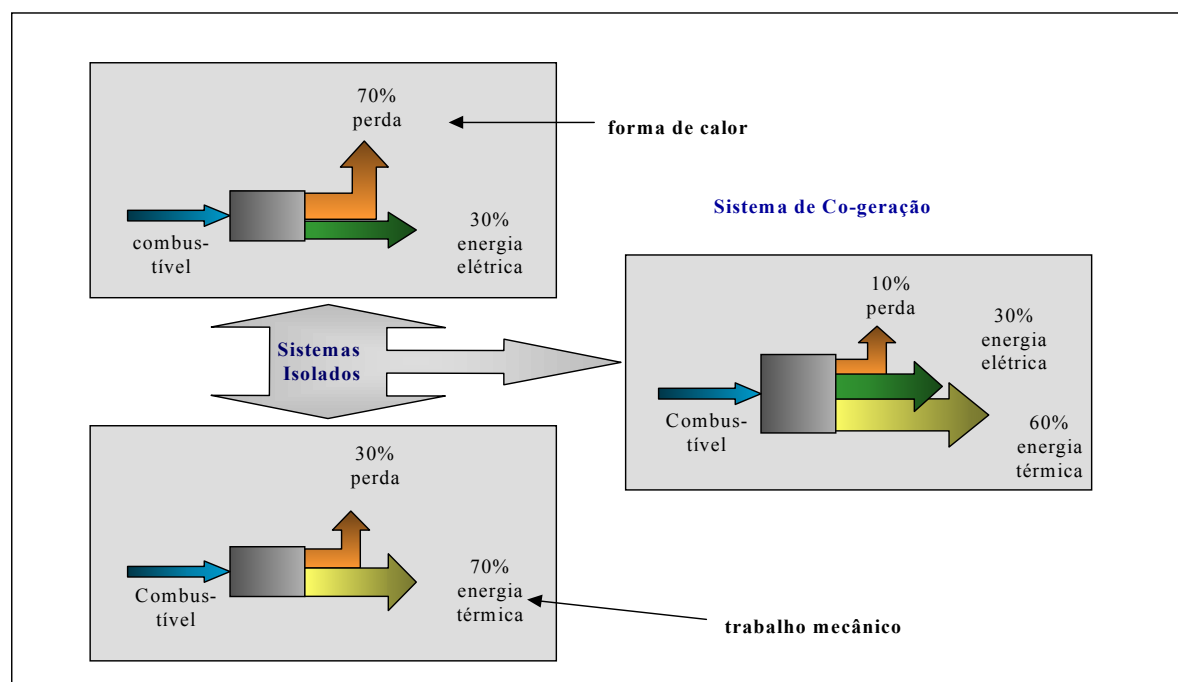 70%
perda
forma de calor
combus-
tível
30%
energia
elétrica
Sistema de Co-geração
Sistemas
Isolados
10%
perda
30%
energia
elétrica
Combus-
tível
60%
energia
térmica
30%
perda
Combus-
tível
70%
energia
térmica
trabalho mecânico